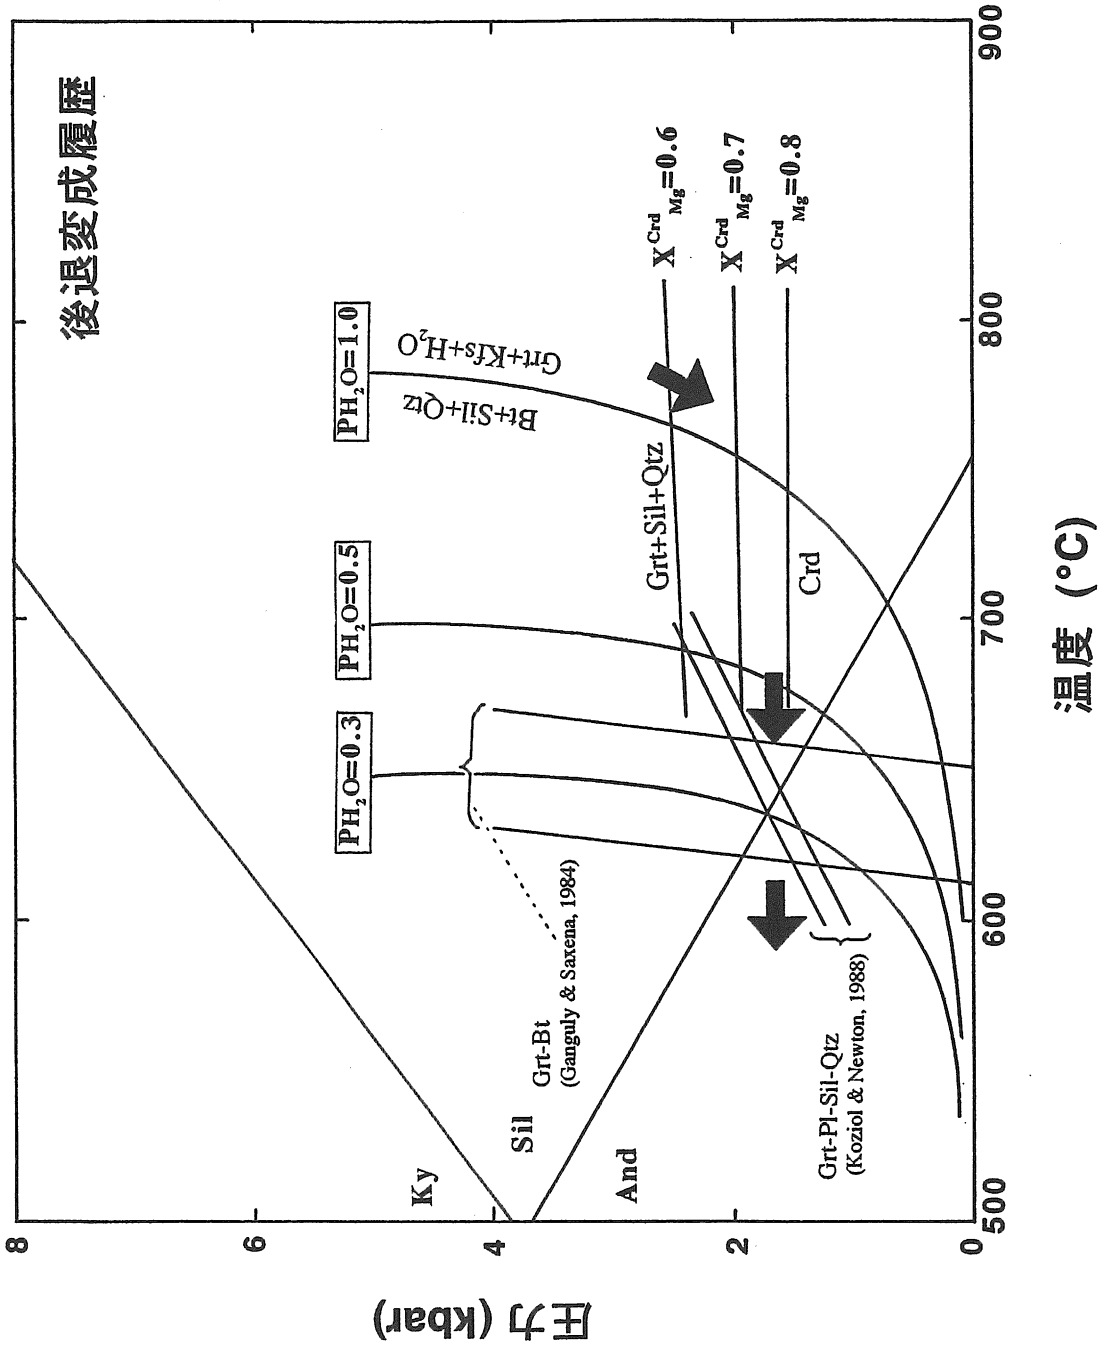 後退変成履歴
PH2O=0.3
PH2O=0.5
PH2O=1.0
Bt+Sil+Qtz
Grt+Kfs+H2O
Grt-Bt
(Ganguly & Saxena, 1984)
Ky
Sil
And
Grt+Sil+Qtz
Crd
X^Crd_Mg=0.6
X^Crd_Mg=0.7
X^Crd_Mg=0.8
Grt-Pl-Sil-Qtz
(Koziol & Newton, 1988)
8
6
4
2
0
圧力 (kbar)
500
600
700
800
900
温度 (°C)